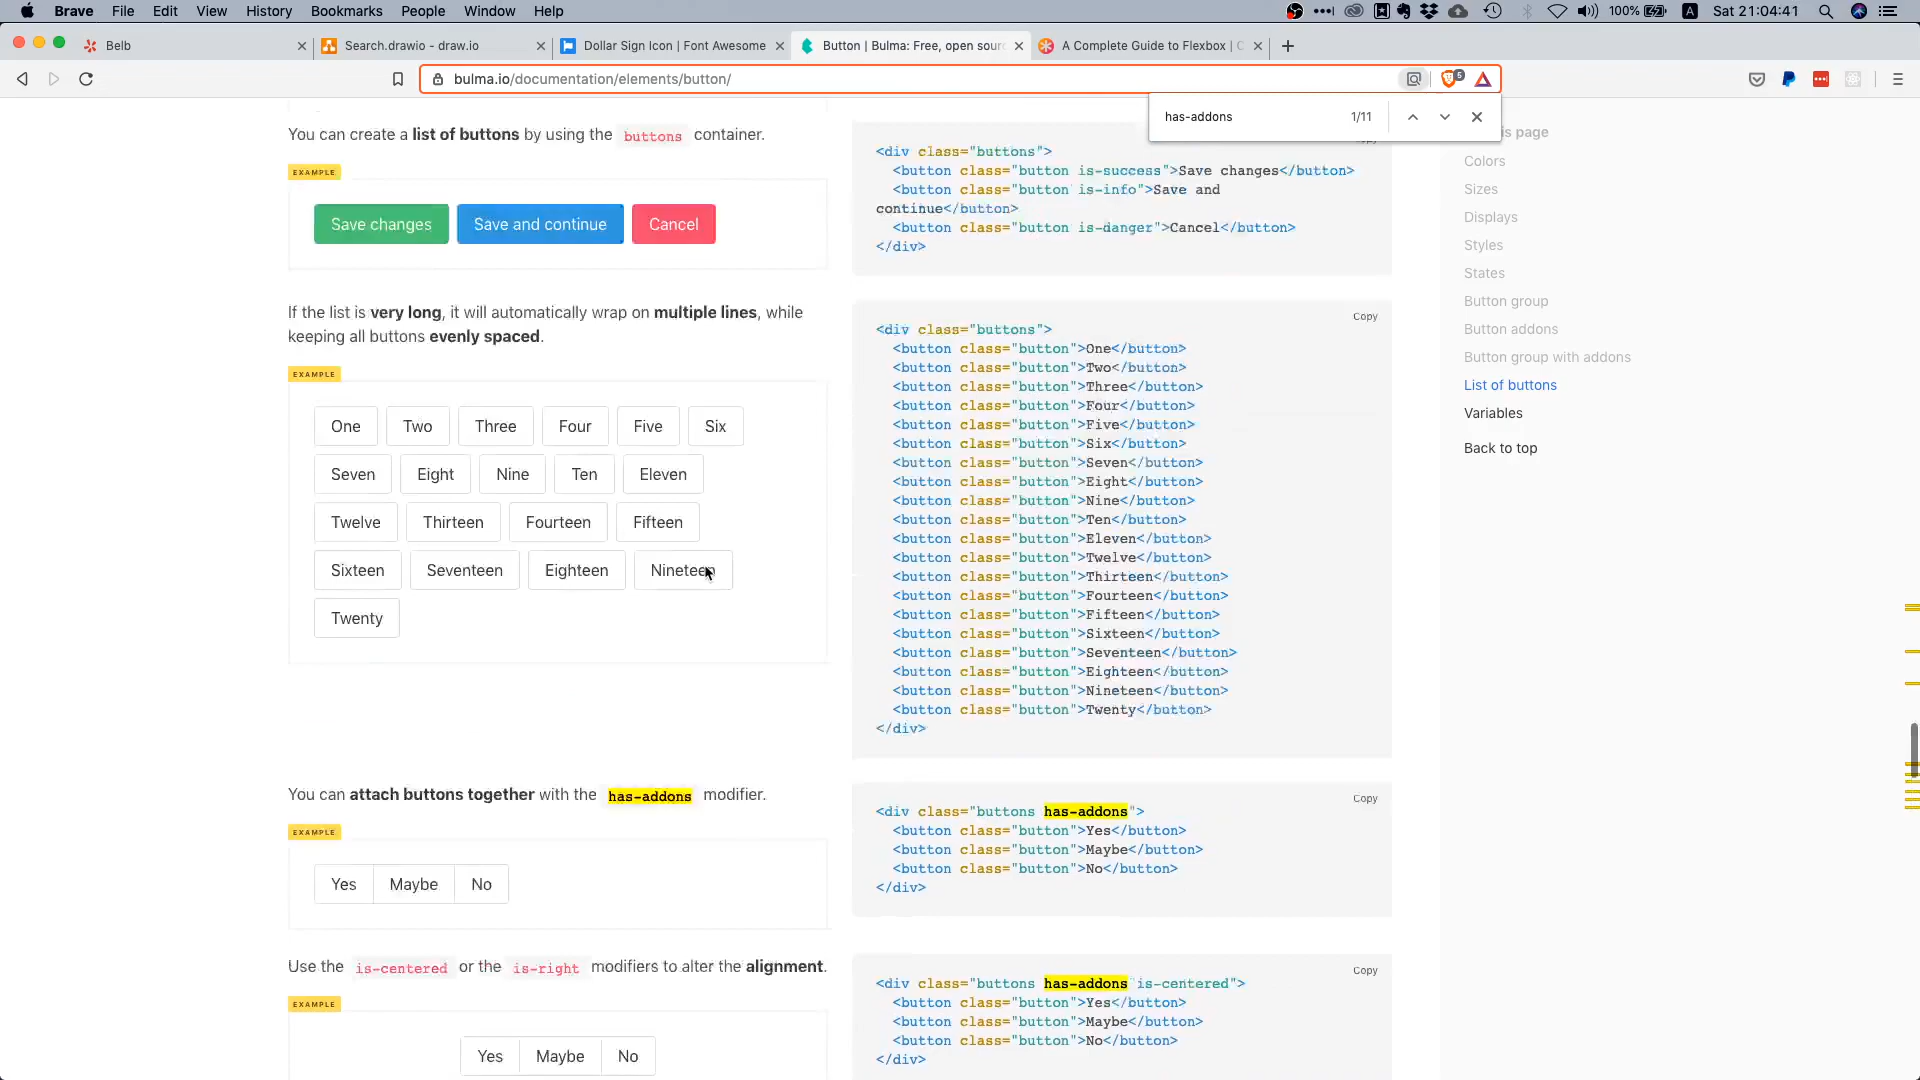 Brave File Edit View History Bookmarks People Window Help 100% A Sat 21:04:41
Belb
Search.drawio - draw.io
Dollar Sign Icon | Font Awesome
Button | Bulma: Free, open sour
A Complete Guide to Flexbox | C
bulma.io/documentation/elements/button/
5
has-addons 1/11
You can create a list of buttons by using the buttons container.
EXAMPLE
Save changes Save and continue Cancel
<div class="buttons">
<button class="button is-success">Save changes</button>
<button class="button is-info">Save and
continue</button>
<button class="button is-danger">Cancel</button>
</div>
If the list is very long, it will automatically wrap on multiple lines, while
keeping all buttons evenly spaced.
EXAMPLE
One Two Three Four Five Six
Seven Eight Nine Ten Eleven
Twelve Thirteen Fourteen Fifteen
Sixteen Seventeen Eighteen Nineteen
Twenty
Copy
<div class="buttons">
<button class="button">One</button>
<button class="button">Two</button>
<button class="button">Three</button>
<button class="button">Four</button>
<button class="button">Five</button>
<button class="button">Six</button>
<button class="button">Seven</button>
<button class="button">Eight</button>
<button class="button">Nine</button>
<button class="button">Ten</button>
<button class="button">Eleven</button>
<button class="button">Twelve</button>
<button class="button">Thirteen</button>
<button class="button">Fourteen</button>
<button class="button">Fifteen</button>
<button class="button">Sixteen</button>
<button class="button">Seventeen</button>
<button class="button">Eighteen</button>
<button class="button">Nineteen</button>
<button class="button">Twenty</button>
</div>
You can attach buttons together with the has-addons modifier.
EXAMPLE
Yes Maybe No
Copy
<div class="buttons has-addons">
<button class="button">Yes</button>
<button class="button">Maybe</button>
<button class="button">No</button>
</div>
Use the is-centered or the is-right modifiers to alter the alignment.
EXAMPLE
Yes Maybe No
Copy
<div class="buttons has-addons is-centered">
<button class="button">Yes</button>
<button class="button">Maybe</button>
<button class="button">No</button>
</div>
is page
Colors
Sizes
Displays
Styles
States
Button group
Button addons
Button group with addons
List of buttons
Variables
Back to top